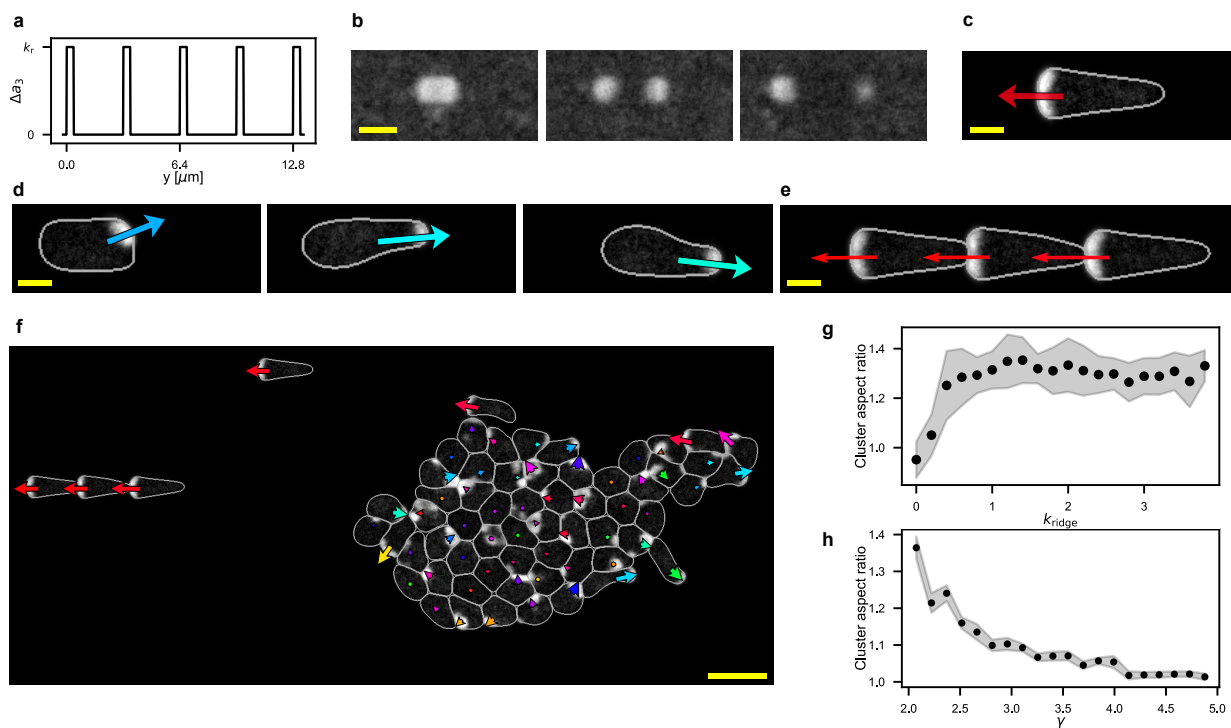 a
kᵣ
Δa₃
0
0.0
6.4
12.8
y [μm]
b
c
d
e
f
g
1.4
1.2
1.0
Cluster aspect ratio
0
1
2
3
k_ridge
h
1.4
1.3
1.2
1.1
1.0
Cluster aspect ratio
2.0
2.5
3.0
3.5
4.0
4.5
5.0
γ